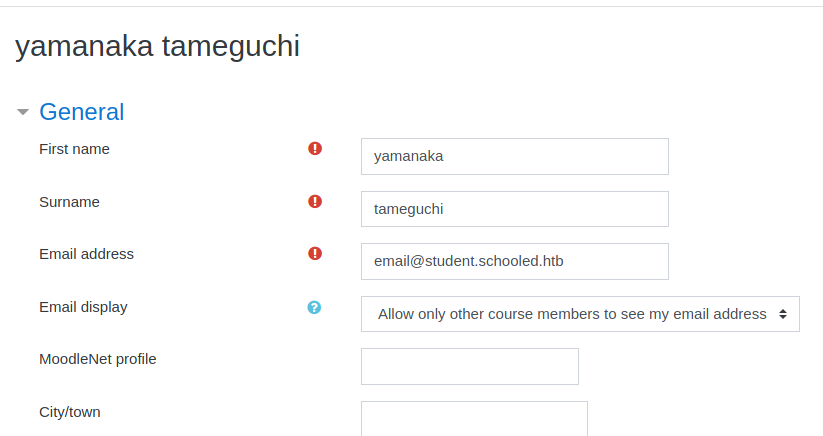 yamanaka tameguchi
General
First name
yamanaka
Surname
tameguchi
Email address
email@student.schooled.htb
Email display
Allow only other course members to see my email address
MoodleNet profile
City/town